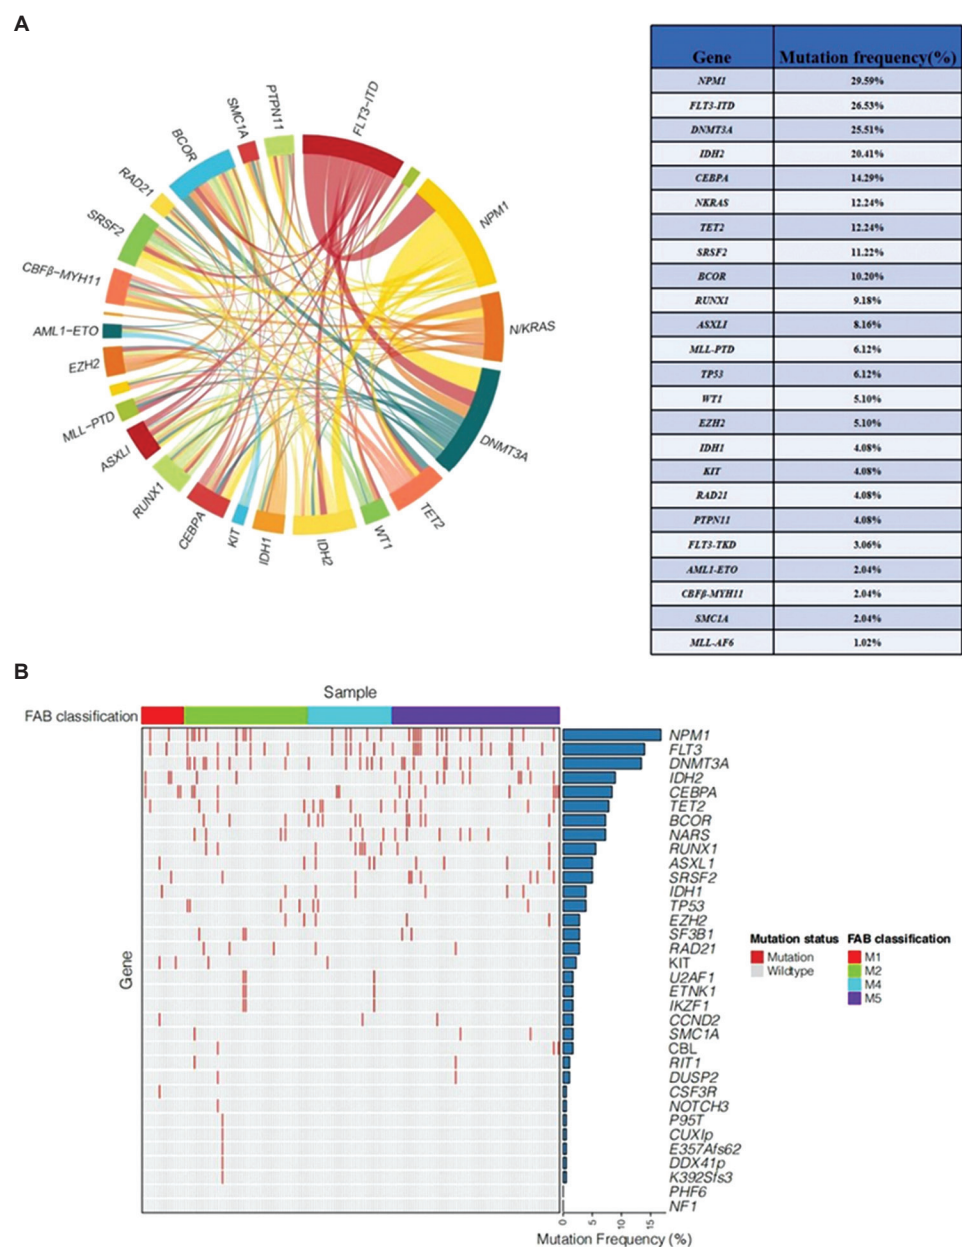 A
FLT3-ITD
NPM1
N/KRAS
DNMT3A
TET2
WT1
IDH2
IDH1
KIT
CEBPA
RUNX1
ASXLI
MLL-PTD
EZH2
AML1-ETO
CBFβ-MYH11
SRSF2
RAD21
BCOR
SMC1A
PTPN11
Gene Mutation frequency(%)
NPM1 29.59%
FLT3-ITD 26.53%
DNMT3A 25.51%
IDH2 20.41%
CEBPA 14.29%
NKRAS 12.24%
TET2 12.24%
SRSF2 11.22%
BCOR 10.20%
RUNX1 9.18%
ASXLI 8.16%
MLL-PTD 6.12%
TP53 6.12%
WT1 5.10%
EZH2 5.10%
IDH1 4.08%
KIT 4.08%
RAD21 4.08%
PTPN11 4.08%
FLT3-TKD 3.06%
AML1-ETO 2.04%
CBFβ-MYH11 2.04%
SMC1A 2.04%
MLL-AF6 1.02%
B
Sample
FAB classification
Gene
NPM1
FLT3
DNMT3A
IDH2
CEBPA
TET2
BCOR
NARS
RUNX1
ASXL1
SRSF2
IDH1
TP53
EZH2
SF3B1
RAD21
KIT
U2AF1
ETNK1
IKZF1
CCND2
SMC1A
CBL
RIT1
DUSP2
CSF3R
NOTCH3
P95T
CUXIp
E357Afs62
DDX41p
K392Sfs3
PHF6
NF1
0 5 10 15
Mutation Frequency (%)
Mutation status FAB classification
Mutation M1
Wildtype M2
M4
M5